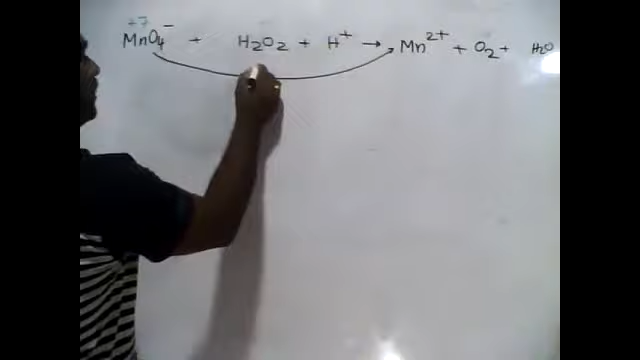 +7
MnO₄⁻ + H₂O₂ + H⁺ → Mn²⁺ + O₂ + H₂O